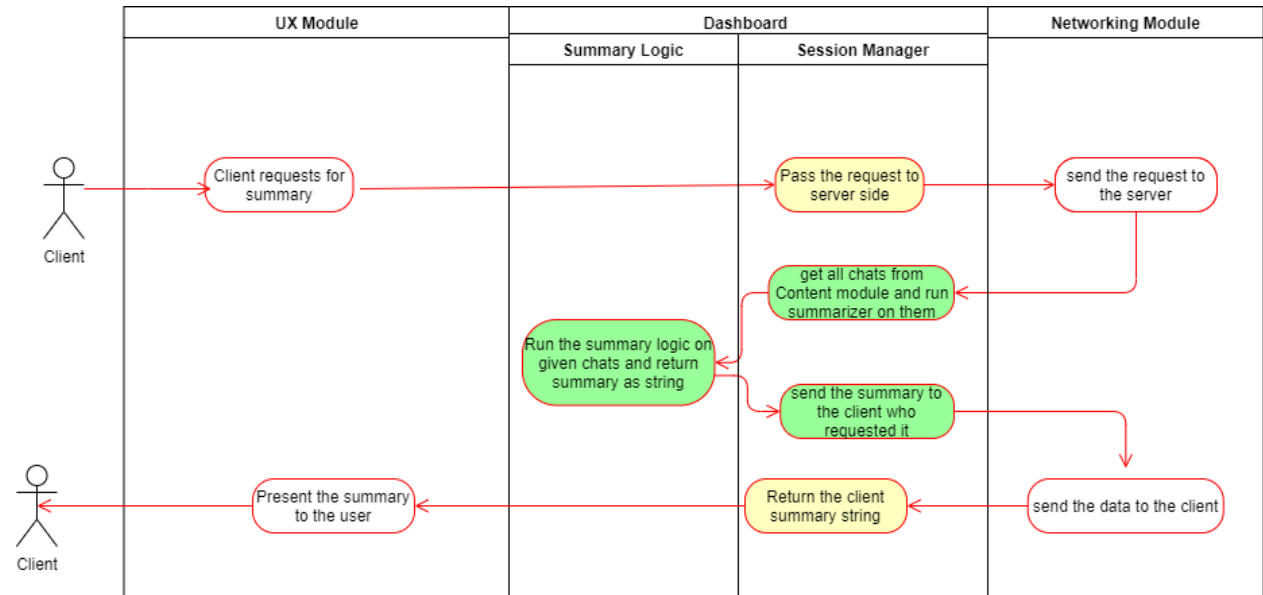 UX Module
Dashboard
Networking Module
Summary Logic
Session Manager
Client requests for
summary
Pass the request to
server side
send the request to
the server
Client
get all chats from
Content module and run
summarizer on them
Run the summary logic on
given chats and return
summary as string
send the summary to
the client who
requested it
Present the summary
to the user
Return the client
summary string
send the data to the client
Client